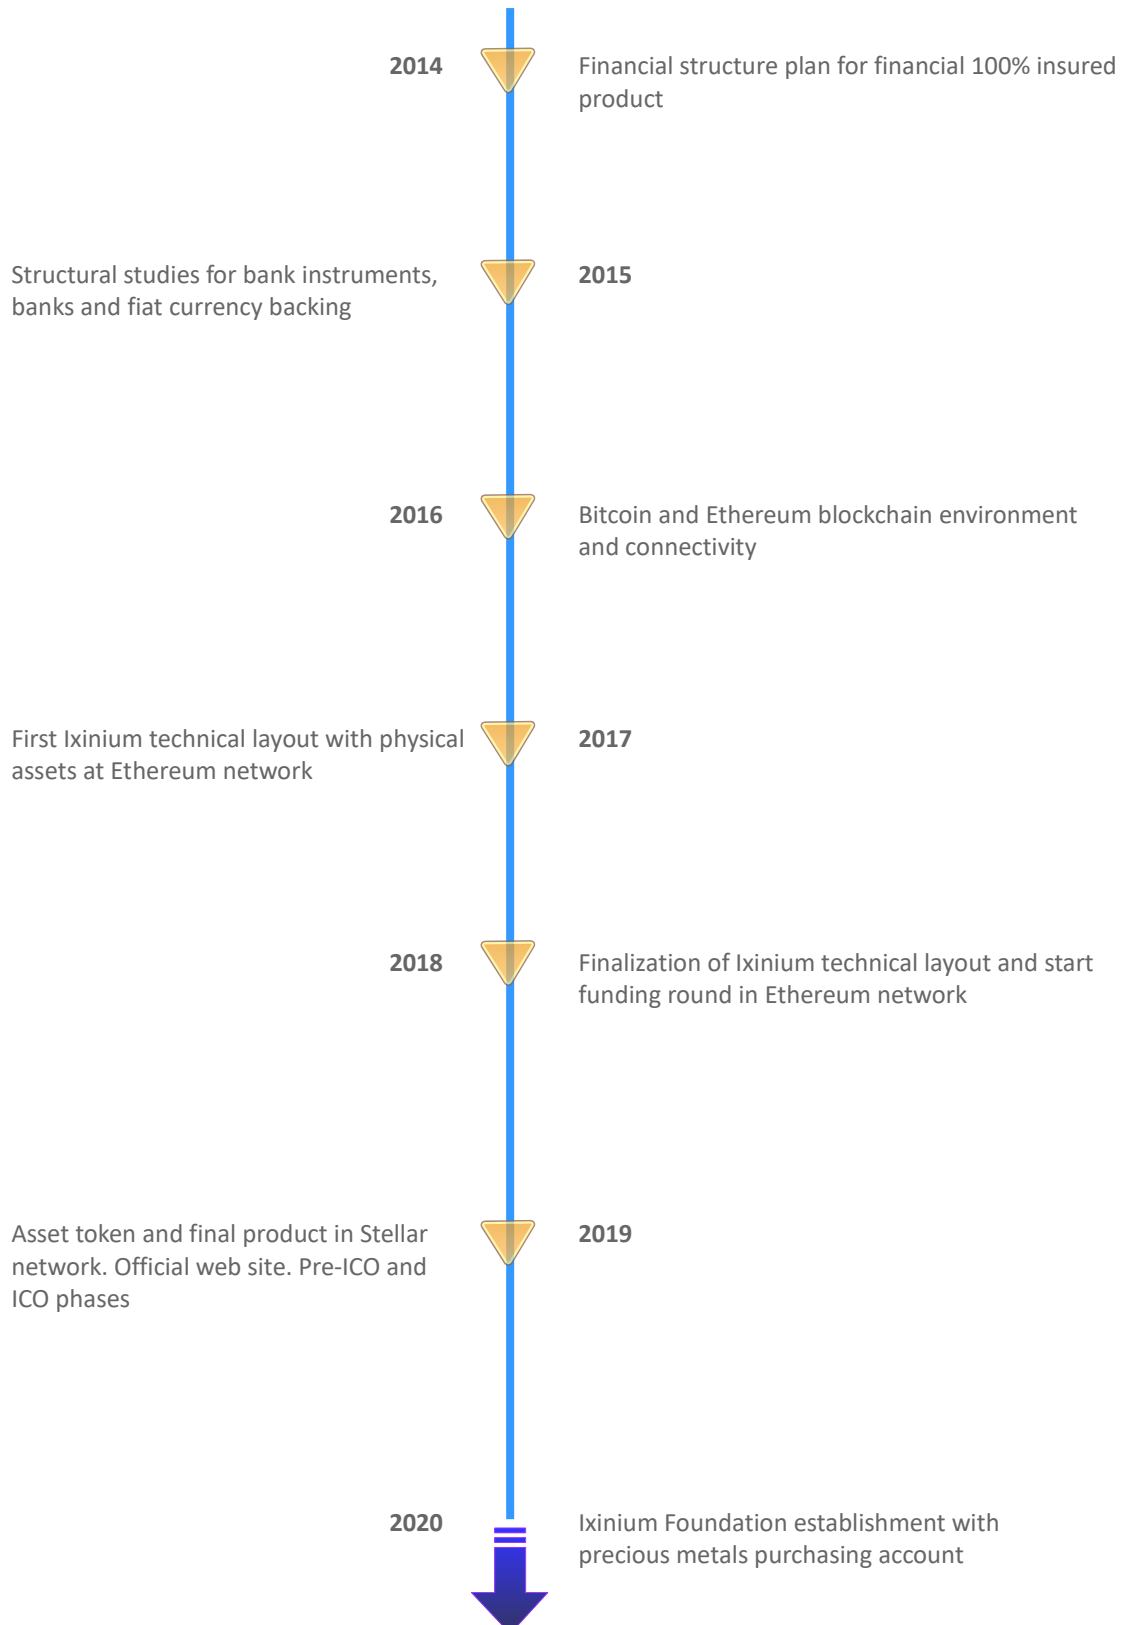 2014
Financial structure plan for financial 100% insured
product
Structural studies for bank instruments,
banks and fiat currency backing
2015
2016
Bitcoin and Ethereum blockchain environment
and connectivity
First Ixinium technical layout with physical
assets at Ethereum network
2017
2018
Finalization of Ixinium technical layout and start
funding round in Ethereum network
Asset token and final product in Stellar
network. Official web site. Pre-ICO and
ICO phases
2019
2020
Ixinium Foundation establishment with
precious metals purchasing account